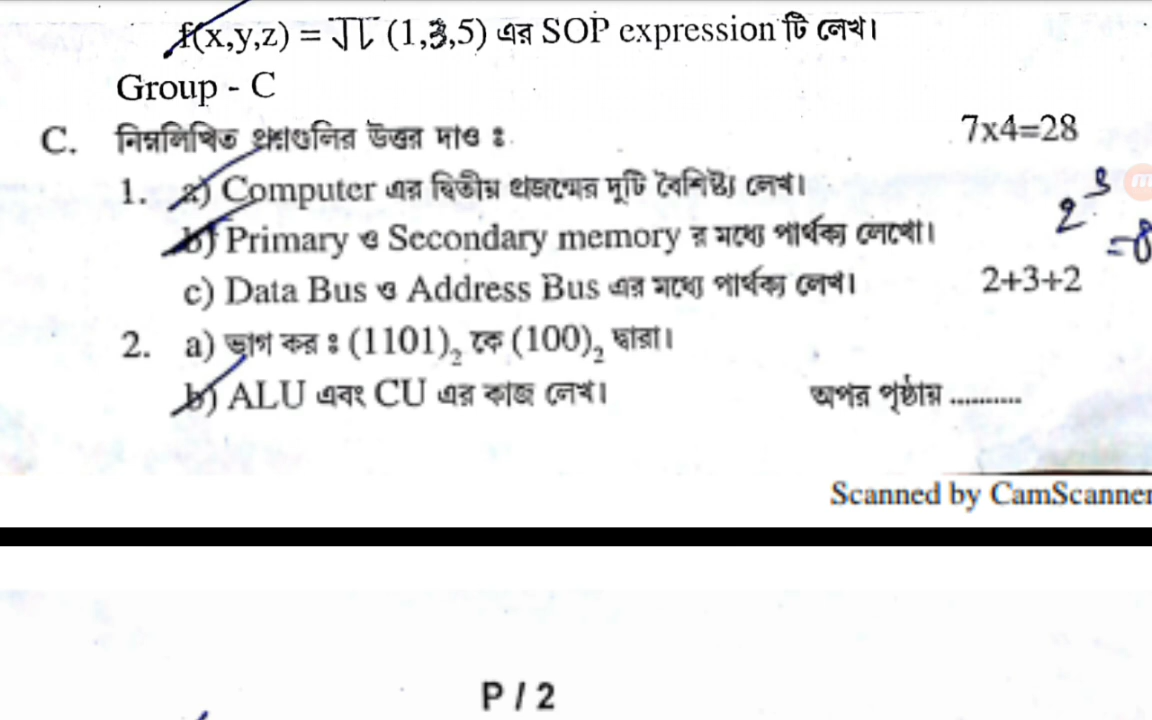 f(x,y,z) = π (1,3,5) এর SOP expression টি লেখ।
Group - C
C. নিম্নলিখিত প্রশ্নগুলির উত্তর দাও ঃ 7x4=28
1. a) Computer এর দ্বিতীয় প্রজন্মের দুটি বৈশিষ্ট্য লেখ।
2³ =8
b) Primary ও Secondary memory র মধ্যে পার্থক্য লেখো।
c) Data Bus ও Address Bus এর মধ্যে পার্থক্য লেখ। 2+3+2
2. a) ভাগ কর ঃ (1101)₂ কে (100)₂ দ্বারা।
b) ALU এবং CU এর কাজ লেখ। অপর পৃষ্ঠায় ...........
Scanned by CamScanner
P / 2